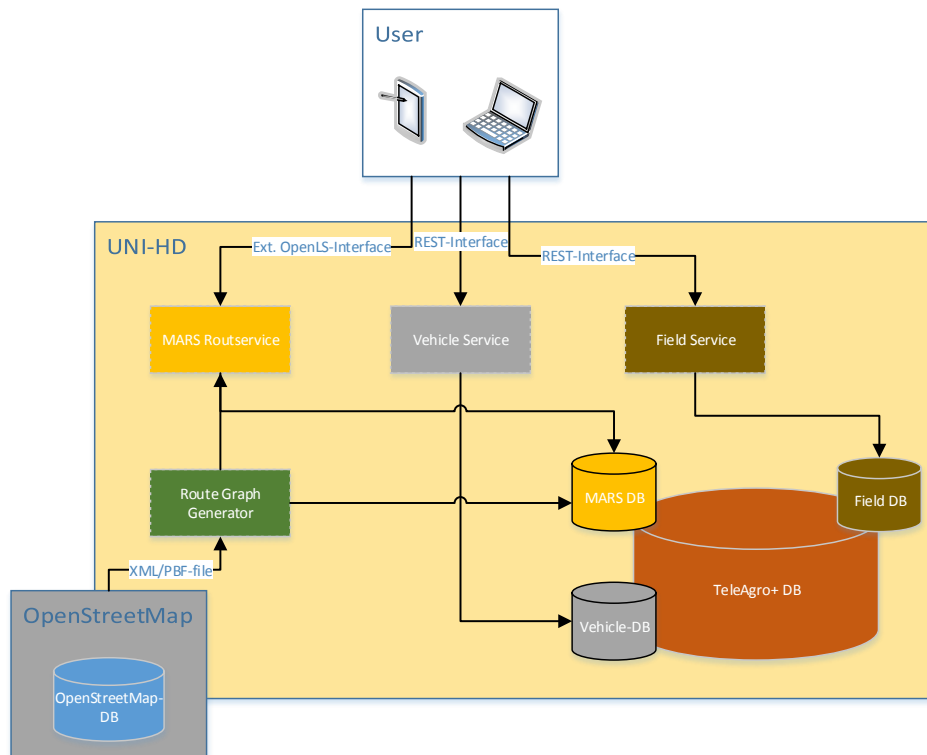 User
UNI-HD
Ext. OpenLS-Interface
REST-Interface
REST-Interface
MARS Routservice
Vehicle Service
Field Service
Route Graph
Generator
MARS DB
Field DB
XML/PBF-file
TeleAgro+ DB
OpenStreetMap
Vehicle-DB
OpenStreetMap-
DB